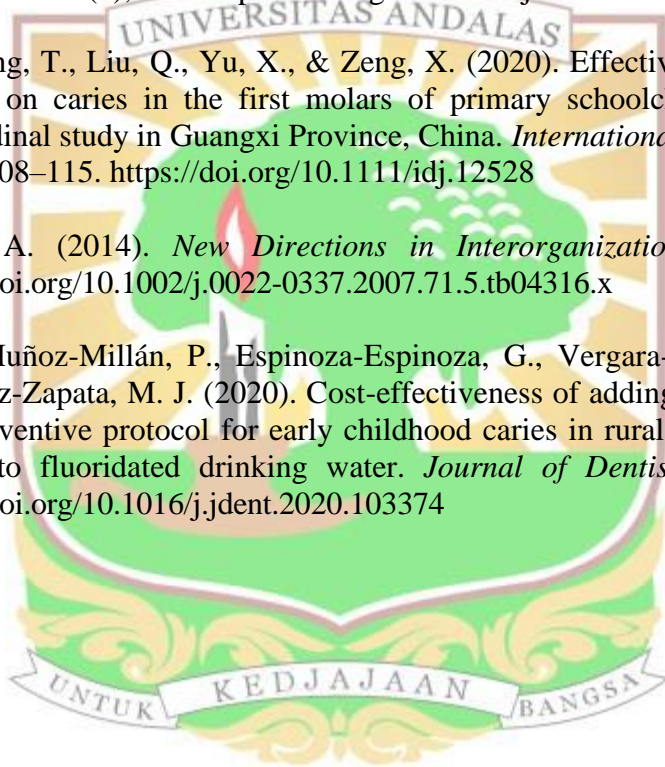 UNIVERSITAS ANDALAS
ng, T., Liu, Q., Yu, X., & Zeng, X. (2020). Effectiv
on caries in the first molars of primary schoolc
dinal study in Guangxi Province, China. Internationa
08–115. https://doi.org/10.1111/idj.12528
A. (2014). New Directions in Interorganizatio
oi.org/10.1002/j.0022-0337.2007.71.5.tb04316.x
uñoz-Millán, P., Espinoza-Espinoza, G., Vergara-
z-Zapata, M. J. (2020). Cost-effectiveness of adding
ventive protocol for early childhood caries in rural
to fluoridated drinking water. Journal of Dentis
oi.org/10.1016/j.jdent.2020.103374
UNTUK KEDJAJAAN BANGSA